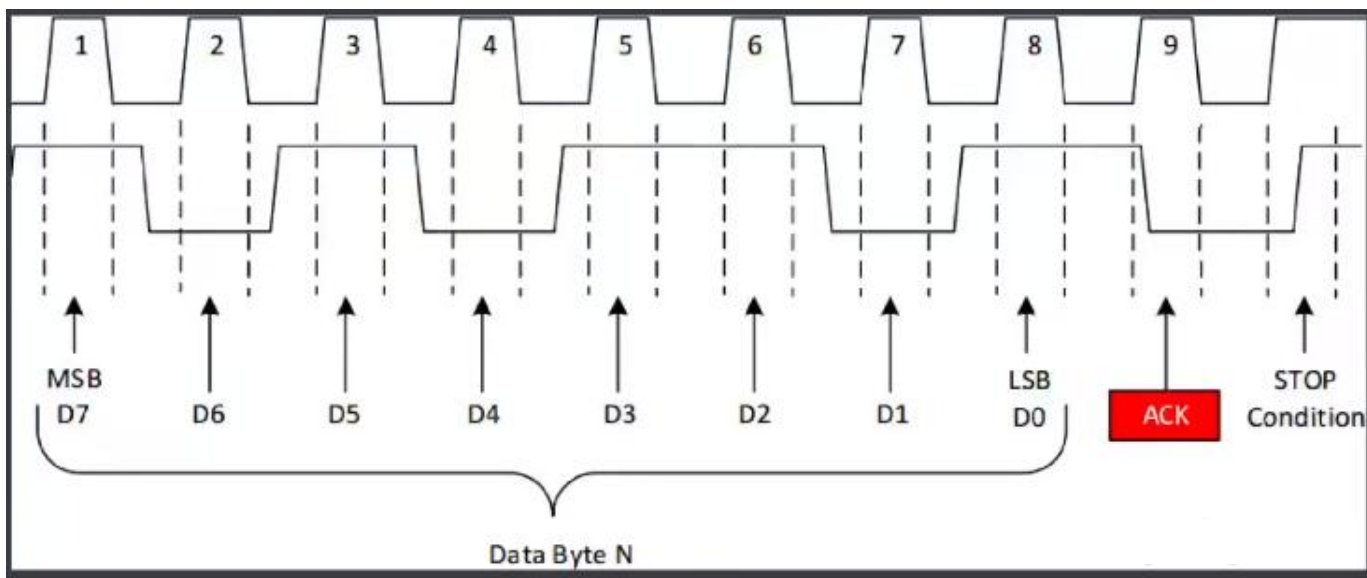 1 2 3 4 5 6 7 8 9
MSB LSB STOP
D7 D6 D5 D4 D3 D2 D1 D0 ACK Condition
Data Byte N